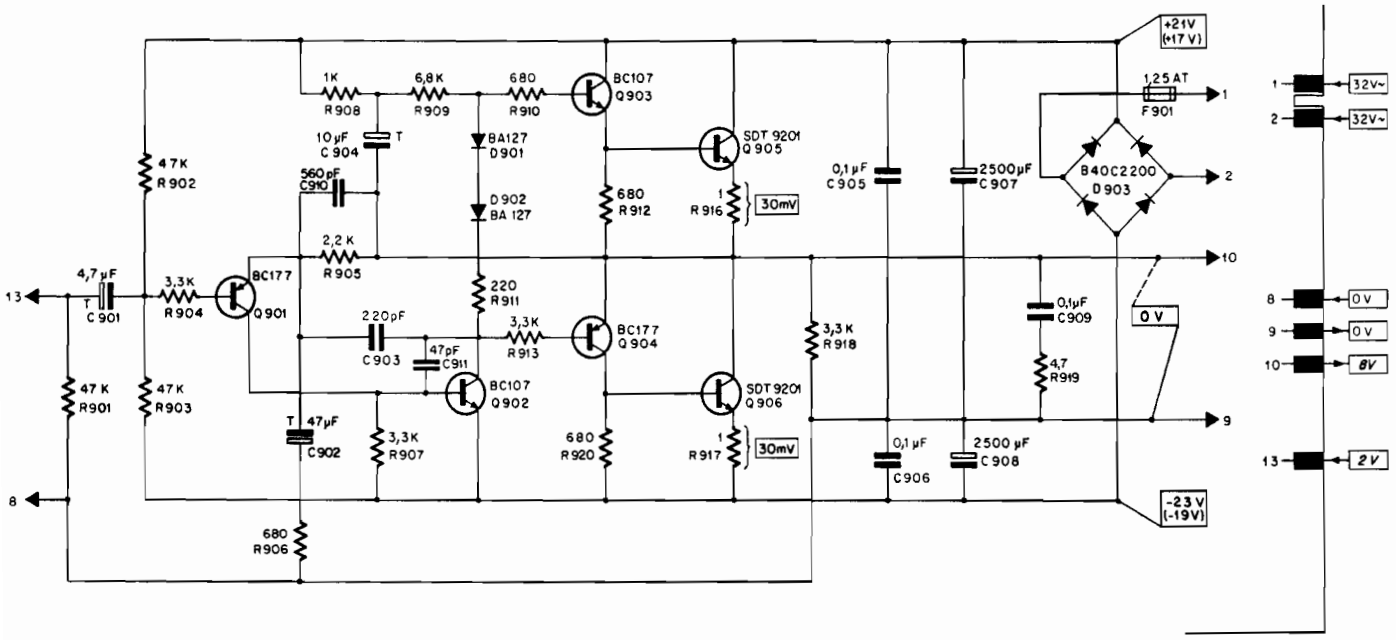 +21V
(+17V)
1K
R908
6,8K
R909
680
R910
BC107
Q903
1,25 AT
F901
1
1
32V~
2
32V~
10µF
C904
T
BA127
D901
SDT 9201
Q905
47K
R902
560pF
C910
D902
BA 127
680
R912
1
R916
30mV
0,1µF
C905
2500µF
C907
B40C2200
D903
2
2,2 K
R905
BC177
Q901
10
4,7µF
T
C901
3,3K
R904
13
220
R911
220pF
C903
47pF
C911
3,3K
R913
BC177
Q904
3,3K
R918
0,1µF
C909
0V
8
0V
9
0V
10
8V
47K
R901
47K
R903
BC107
Q902
SDT 9201
Q906
4,7
R919
T
47µF
C902
3,3K
R907
680
R920
1
R917
30mV
0,1µF
C906
2500µF
C908
9
13
2V
8
-23V
(-19V)
680
R906